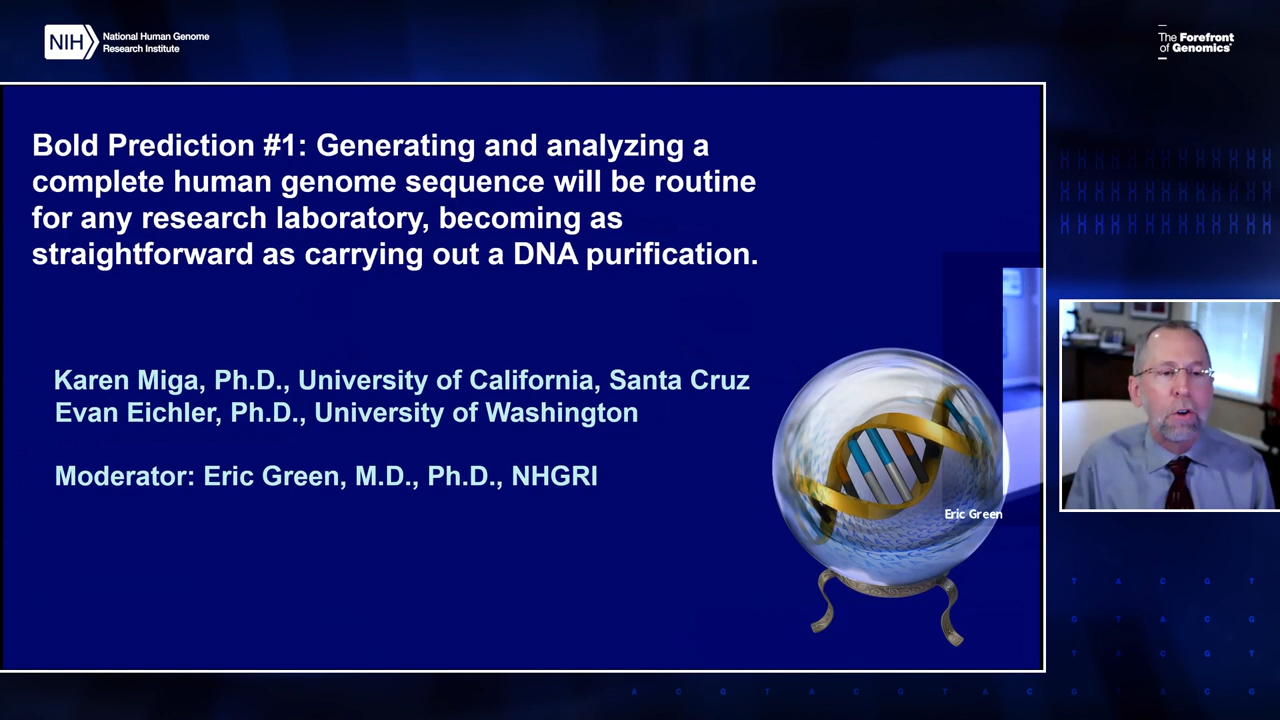 NIH
National Human Genome
Research Institute
The Forefront
of Genomics®
Bold Prediction #1: Generating and analyzing a
complete human genome sequence will be routine
for any research laboratory, becoming as
straightforward as carrying out a DNA purification.
Karen Miga, Ph.D., University of California, Santa Cruz
Evan Eichler, Ph.D., University of Washington
Moderator: Eric Green, M.D., Ph.D., NHGRI
Eric Green
T A C G T
G T A C G
T A C G T
A C G T A C G T A C G T A C G